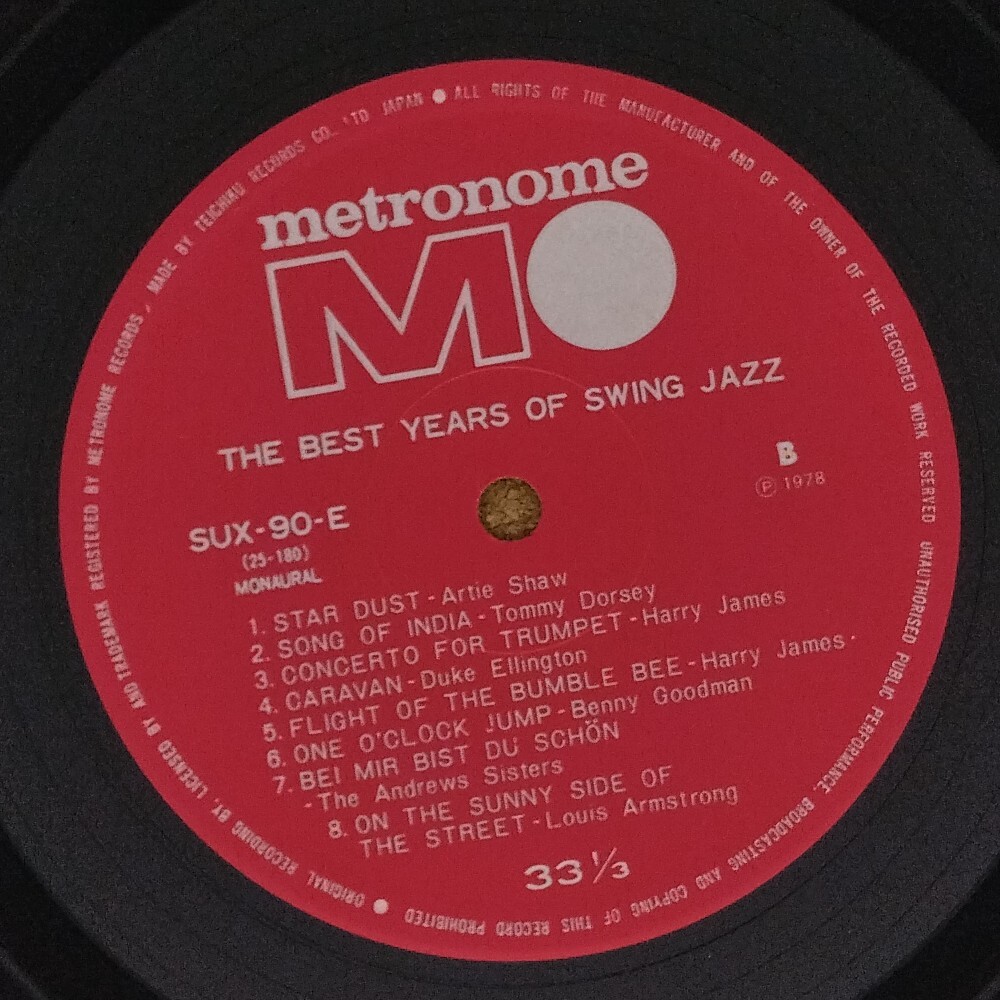 metronome
MO
THE BEST YEARS OF SWING JAZZ
B
Ⓟ 1978
SUX-90-E
(25-180)
MONAURAL
1. STAR DUST-Artie Shaw
2. SONG OF INDIA-Tommy Dorsey
3. CONCERTO FOR TRUMPET-Harry James
4. CARAVAN-Duke Ellington
5. FLIGHT OF THE BUMBLE BEE-Harry James
6. ONE O'CLOCK JUMP-Benny Goodman
7. BEI MIR BIST DU SCHÖN
-The Andrews Sisters
8. ON THE SUNNY SIDE OF
THE STREET-Louis Armstrong
33 1/3
ORIGINAL RECORDING BY, LICENSED BY AND TRADEMARK REGISTERED BY METRONOME RECORDS, MADE BY TEICHIKU RECORDS CO., LTD JAPAN ● ALL RIGHTS OF THE MANUFACTURER AND OF THE OWNER OF THE RECORDED WORK RESERVED UNAUTHORISED PUBLIC PERFORMANCE, BROADCASTING AND COPYING OF THIS RECORD PROHIBITED ●